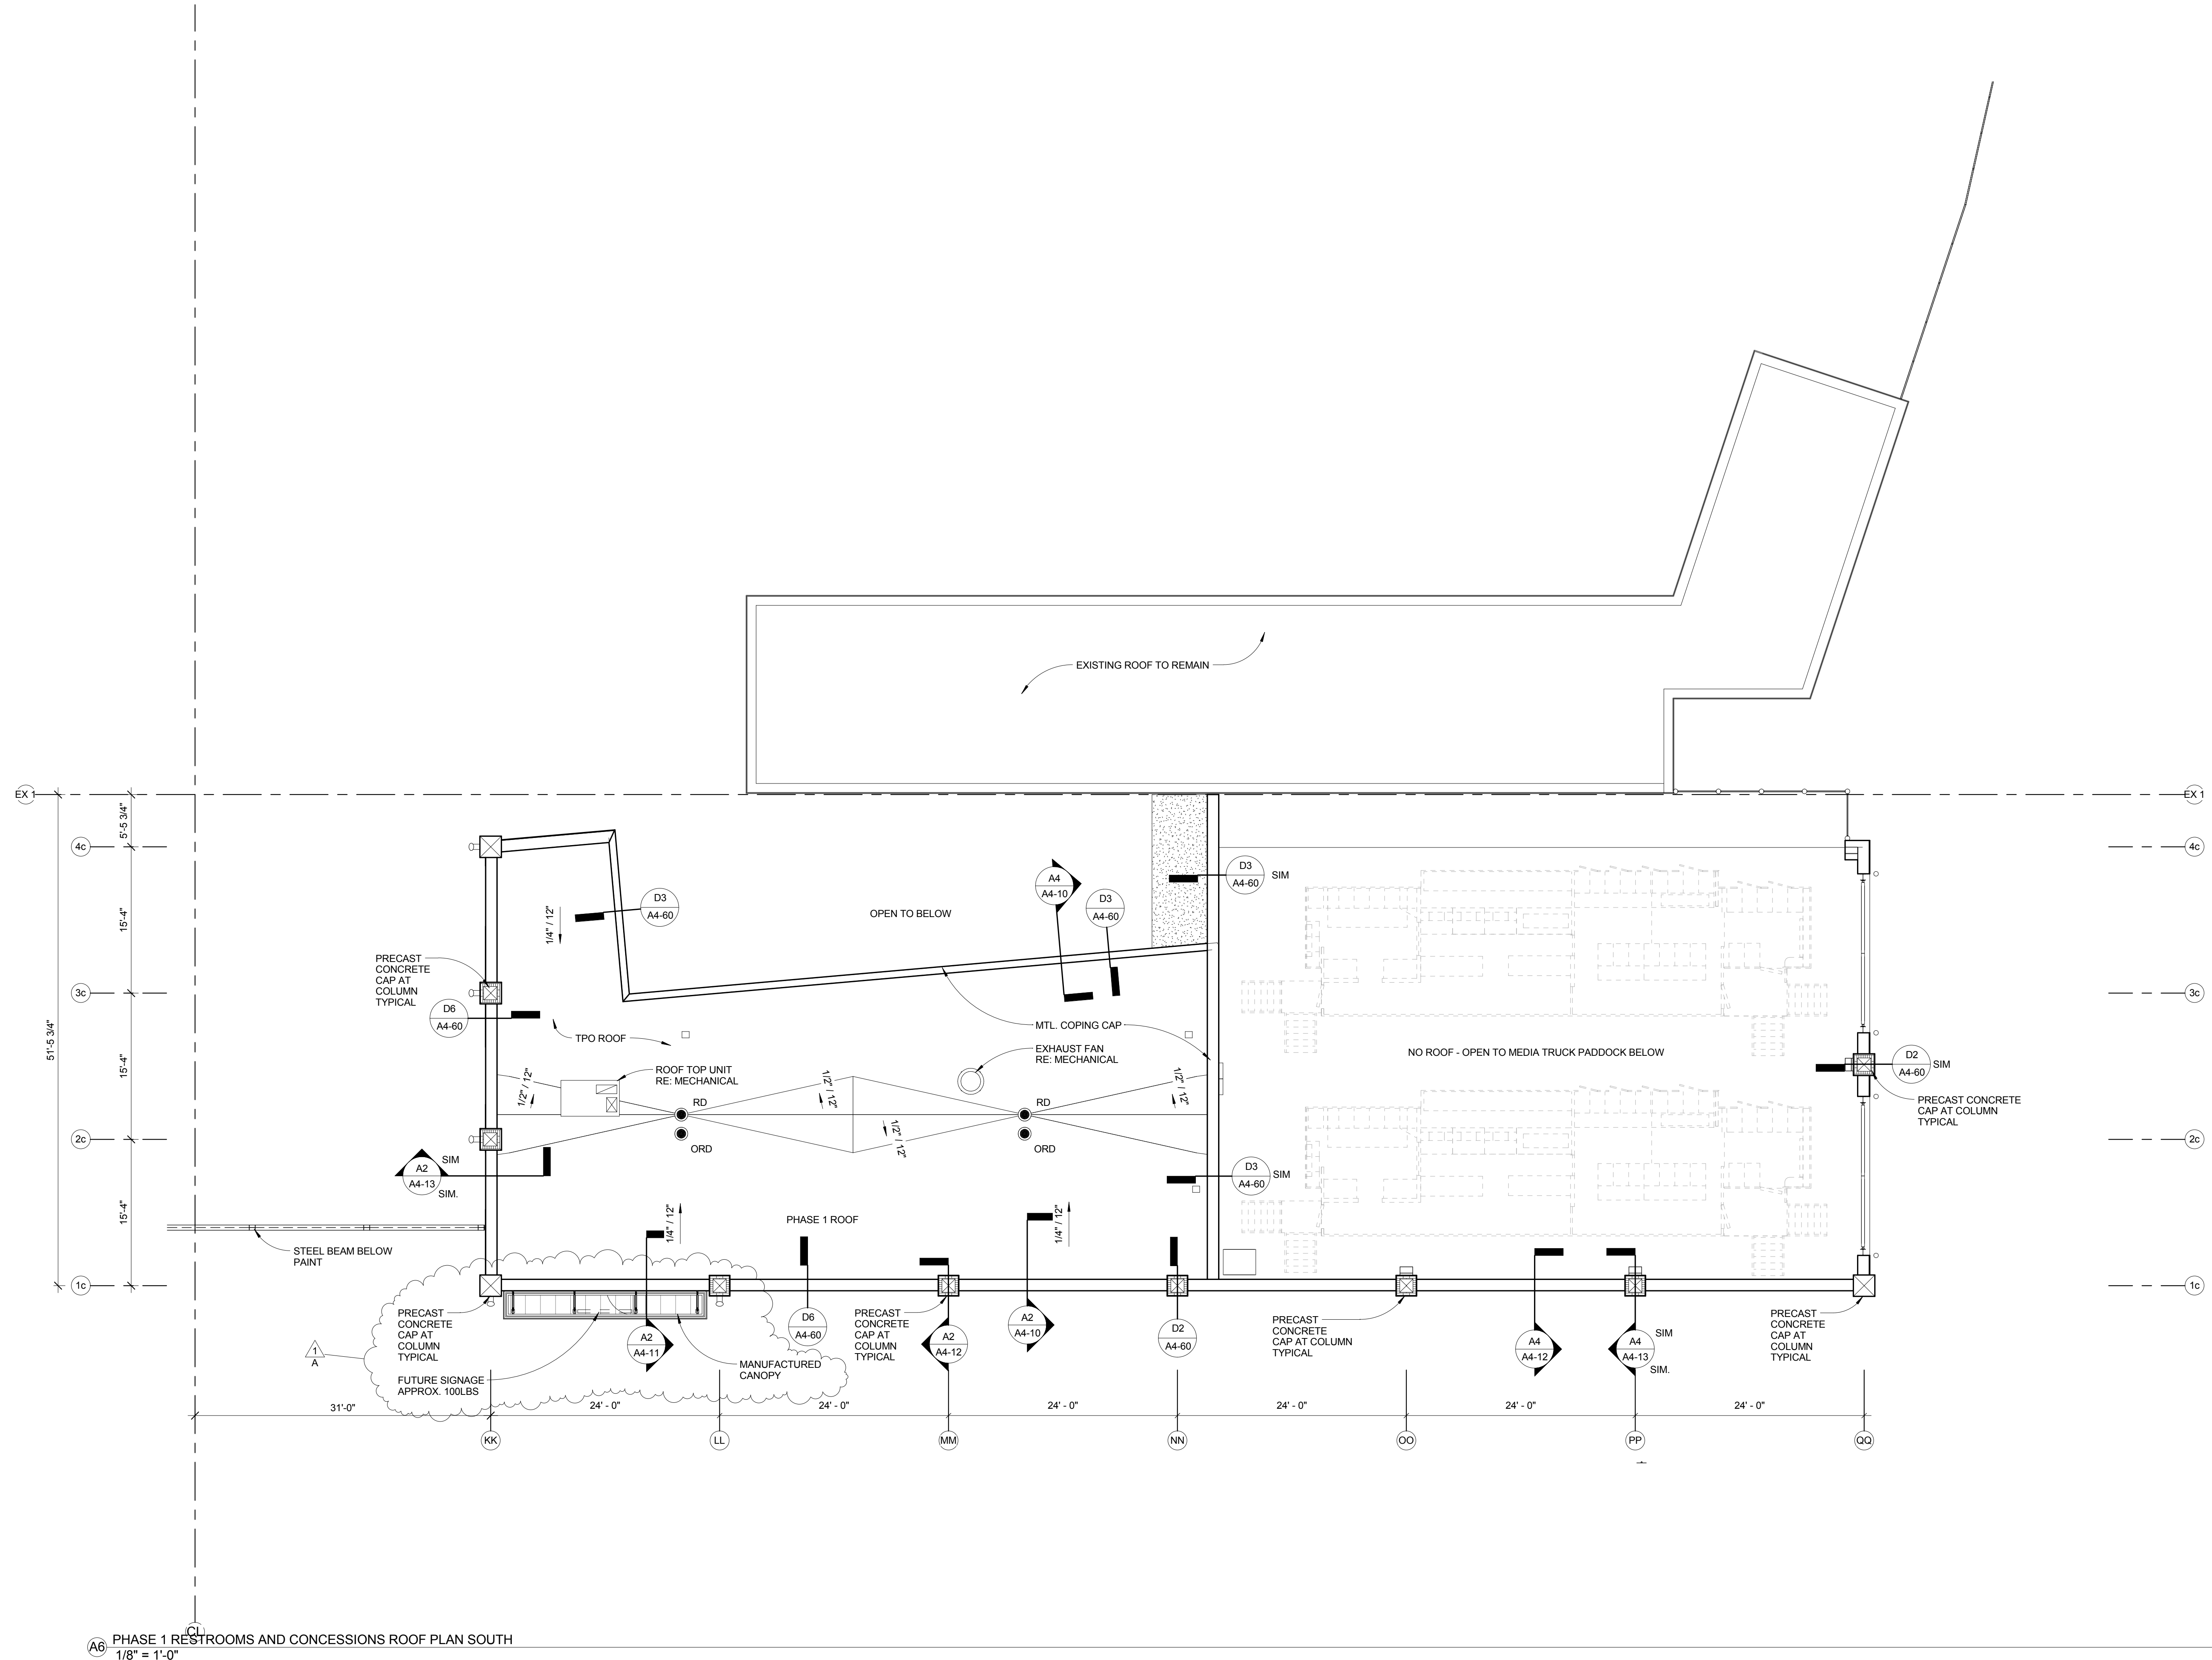 EXISTING ROOF TO REMAIN
EX 1
EX 1
5'-5 3/4"
4c
4c
D3
A4-60
SIM
A4
A4-10
D3
A4-60
D3
A4-60
OPEN TO BELOW
1/4" / 12"
15'-4"
PRECAST
CONCRETE
CAP AT
COLUMN
TYPICAL
3c
3c
D6
A4-60
51'-5 3/4"
TPO ROOF
MTL. COPING CAP
EXHAUST FAN
RE: MECHANICAL
NO ROOF - OPEN TO MEDIA TRUCK PADDOCK BELOW
D2
A4-60
SIM
15'-4"
ROOF TOP UNIT
RE: MECHANICAL
1/2" / 12"
1/2" / 12"
1/2" / 12"
RD
RD
PRECAST CONCRETE
CAP AT COLUMN
TYPICAL
1/2" / 12"
2c
2c
ORD
ORD
SIM
A2
A4-13
SIM.
D3
A4-60
SIM
15'-4"
1/4" / 12"
PHASE 1 ROOF
1/4" / 12"
STEEL BEAM BELOW
PAINT
1c
1c
PRECAST
CONCRETE
CAP AT
COLUMN
TYPICAL
D6
A4-60
PRECAST
CONCRETE
CAP AT
COLUMN
TYPICAL
A2
A4-10
PRECAST
CONCRETE
CAP AT COLUMN
TYPICAL
PRECAST
CONCRETE
CAP AT
COLUMN
TYPICAL
1
A
A2
A4-11
A2
A4-12
D2
A4-60
A4
A4-12
A4
A4-13
SIM
SIM.
MANUFACTURED
CANOPY
FUTURE SIGNAGE
APPROX. 100LBS
31'-0"
24' - 0"
24' - 0"
24' - 0"
24' - 0"
24' - 0"
24' - 0"
KK
LL
MM
NN
OO
PP
QQ
CL
A6
PHASE 1 RESTROOMS AND CONCESSIONS ROOF PLAN SOUTH
1/8" = 1'-0"